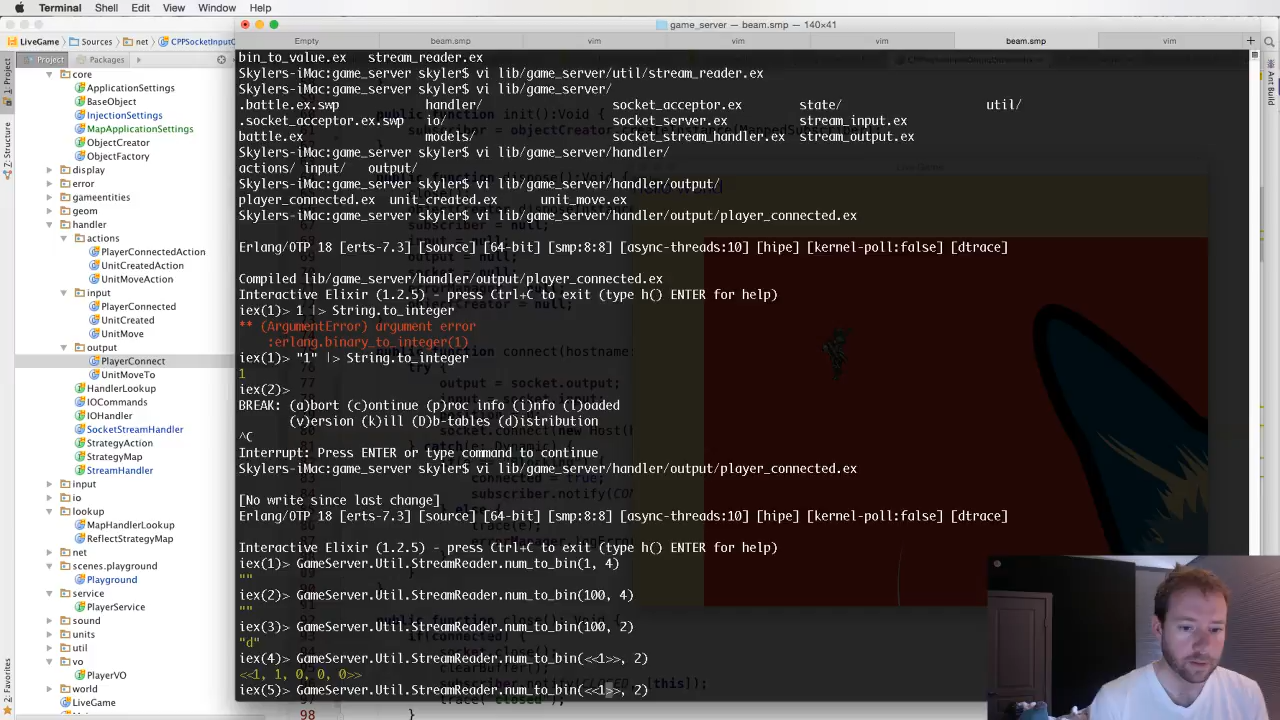 Terminal Shell Edit View Window Help
game_server — beam.smp — 140×41
LiveGame Sources net
Empty beam.smp vim vim vim beam.smp vim
Project Packages
core
ApplicationSettings
BaseObject
InjectionSettings
MapApplicationSettings
ObjectCreator
ObjectFactory
display
error
gameentities
geom
handler
actions
PlayerConnectedAction
UnitCreatedAction
UnitMoveAction
input
PlayerConnected
UnitCreated
UnitMove
output
PlayerConnect
UnitMoveTo
HandlerLookup
IOCommands
IOHandler
SocketStreamHandler
StrategyAction
StrategyMap
StreamHandler
input
io
lookup
MapHandlerLookup
ReflectStrategyMap
net
scenes.playground
Playground
service
PlayerService
sound
units
util
vo
PlayerVO
world
LiveGame
1: Project
7: Structure
2: Favorites
Ant Build
bin_to_value.ex stream_reader.ex
Skylers-iMac:game_server skyler$ vi lib/game_server/util/stream_reader.ex
Skylers-iMac:game_server skyler$ vi lib/game_server/
.battle.ex.swp handler/ socket_acceptor.ex state/ util/
.socket_acceptor.ex.swp io/ socket_server.ex stream_input.ex
battle.ex models/ socket_stream_handler.ex stream_output.ex
Skylers-iMac:game_server skyler$ vi lib/game_server/handler/
actions/ input/ output/
Skylers-iMac:game_server skyler$ vi lib/game_server/handler/output/
player_connected.ex unit_created.ex unit_move.ex
Skylers-iMac:game_server skyler$ vi lib/game_server/handler/output/player_connected.ex
Erlang/OTP 18 [erts-7.3] [source] [64-bit] [smp:8:8] [async-threads:10] [hipe] [kernel-poll:false] [dtrace]
Compiled lib/game_server/handler/output/player_connected.ex
Interactive Elixir (1.2.5) - press Ctrl+C to exit (type h() ENTER for help)
iex(1)> 1 |> String.to_integer
** (ArgumentError) argument error
:erlang.binary_to_integer(1)
iex(1)> "1" |> String.to_integer
1
iex(2)>
BREAK: (a)bort (c)ontinue (p)roc info (i)nfo (l)oaded
(v)ersion (k)ill (D)b-tables (d)istribution
^C
Interrupt: Press ENTER or type command to continue
Skylers-iMac:game_server skyler$ vi lib/game_server/handler/output/player_connected.ex
[No write since last change]
Erlang/OTP 18 [erts-7.3] [source] [64-bit] [smp:8:8] [async-threads:10] [hipe] [kernel-poll:false] [dtrace]
Interactive Elixir (1.2.5) - press Ctrl+C to exit (type h() ENTER for help)
iex(1)> GameServer.Util.StreamReader.num_to_bin(1, 4)
""
iex(2)> GameServer.Util.StreamReader.num_to_bin(100, 4)
""
iex(3)> GameServer.Util.StreamReader.num_to_bin(100, 2)
"d"
iex(4)> GameServer.Util.StreamReader.num_to_bin(<<1>>, 2)
<<1, 1, 0, 0, 0>>
iex(5)> GameServer.Util.StreamReader.num_to_bin(<<1>>, 2)
98